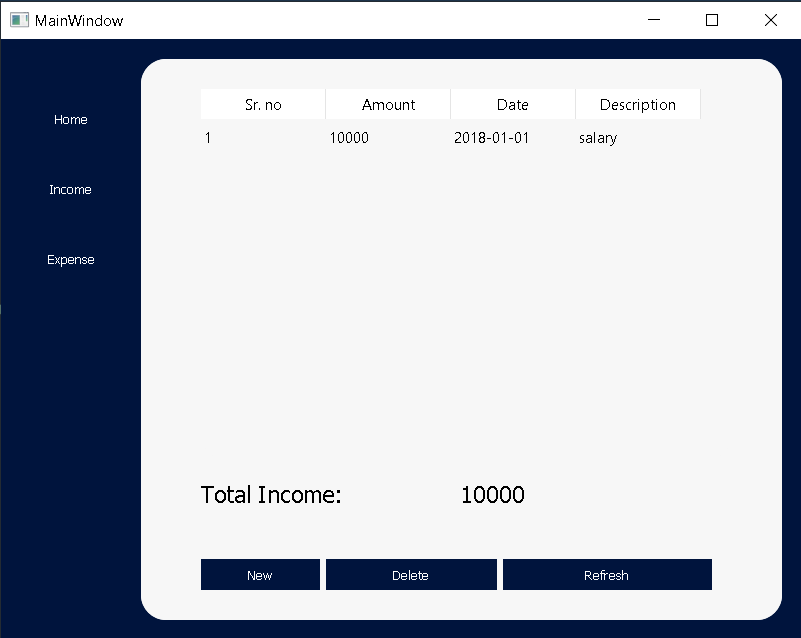 MainWindow
Home
Income
Expense
Sr. no Amount Date Description
1 10000 2018-01-01 salary
Total Income: 10000
New Delete Refresh